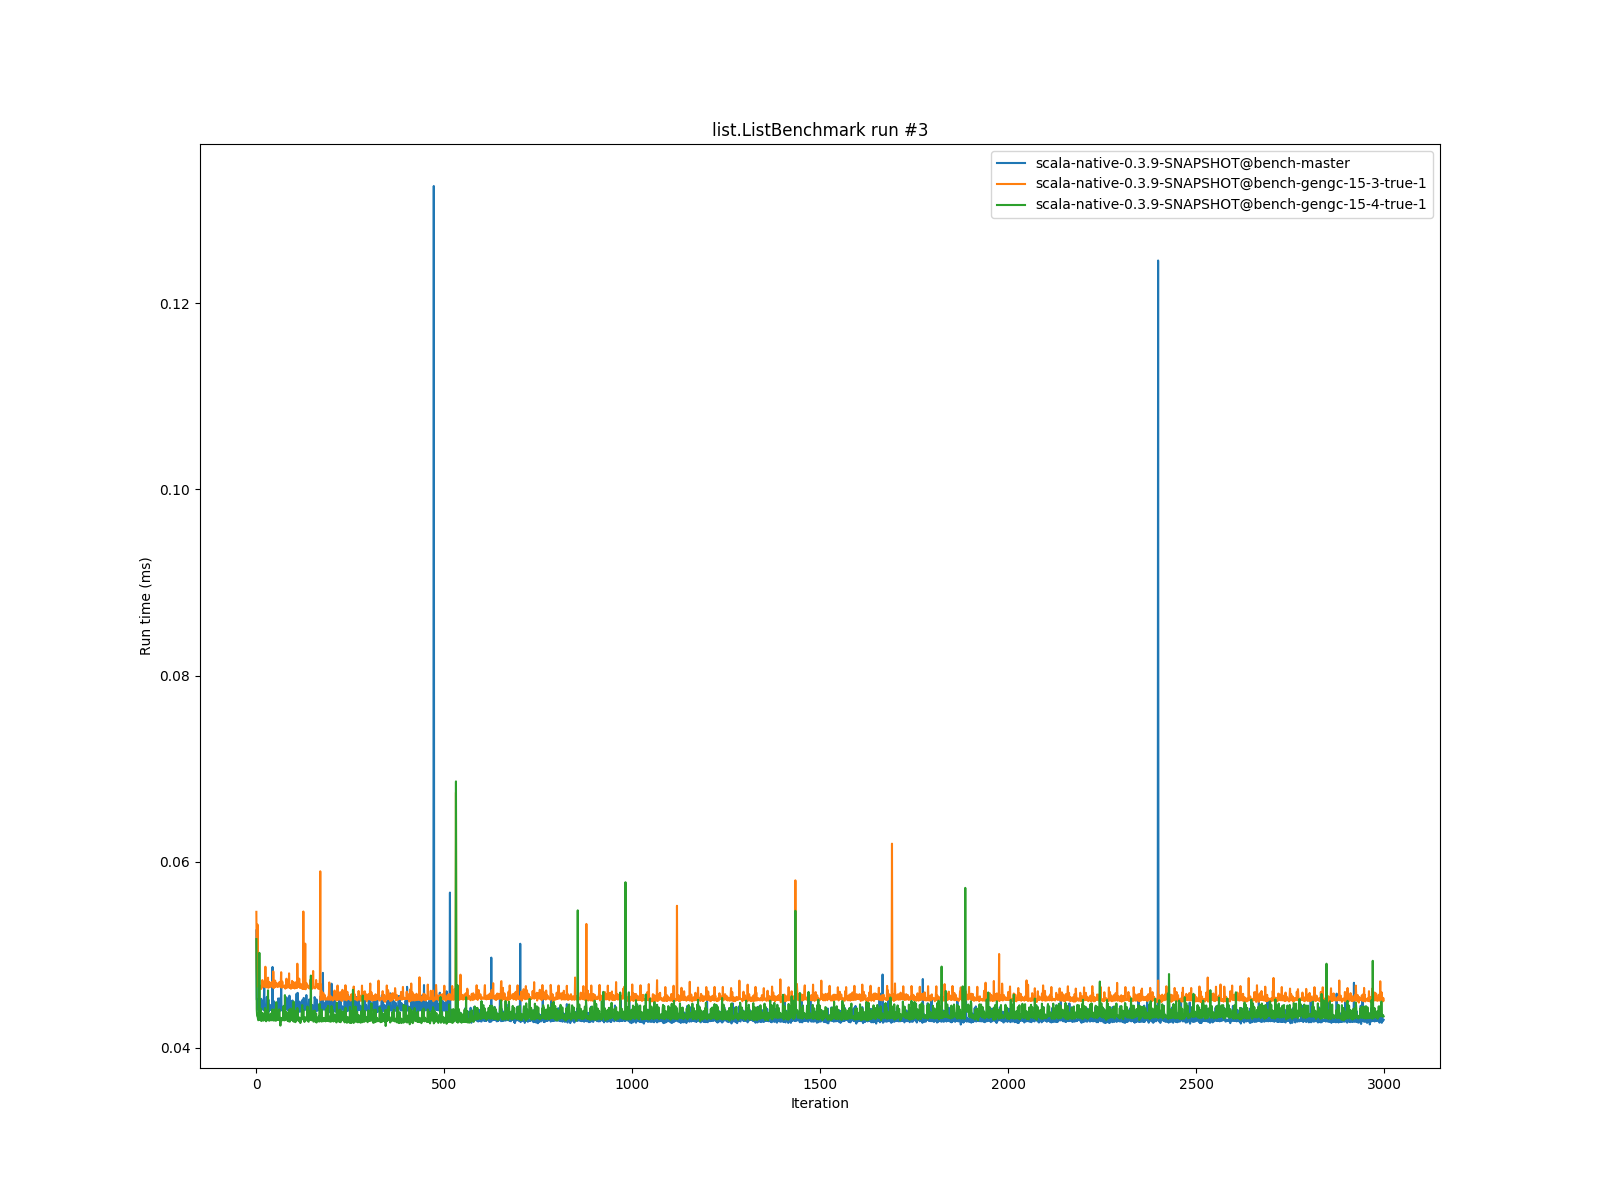 list.ListBenchmark run #3
scala-native-0.3.9-SNAPSHOT@bench-master
scala-native-0.3.9-SNAPSHOT@bench-gengc-15-3-true-1
scala-native-0.3.9-SNAPSHOT@bench-gengc-15-4-true-1
0.12
0.10
0.08
0.06
0.04
Run time (ms)
0 500 1000 1500 2000 2500 3000
Iteration